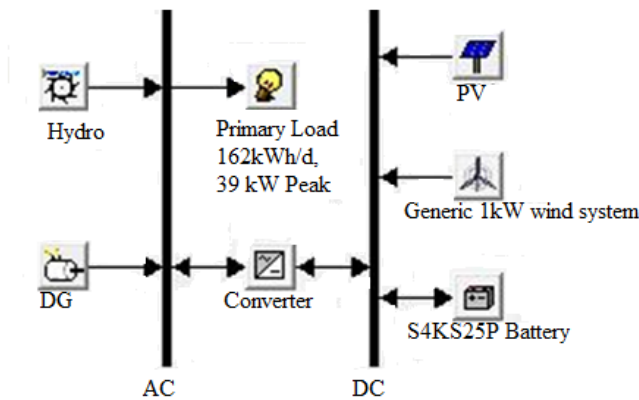 Hydro
Primary Load
162kWh/d,
39 kW Peak
PV
Generic 1kW wind system
DG
Converter
S4KS25P Battery
AC
DC